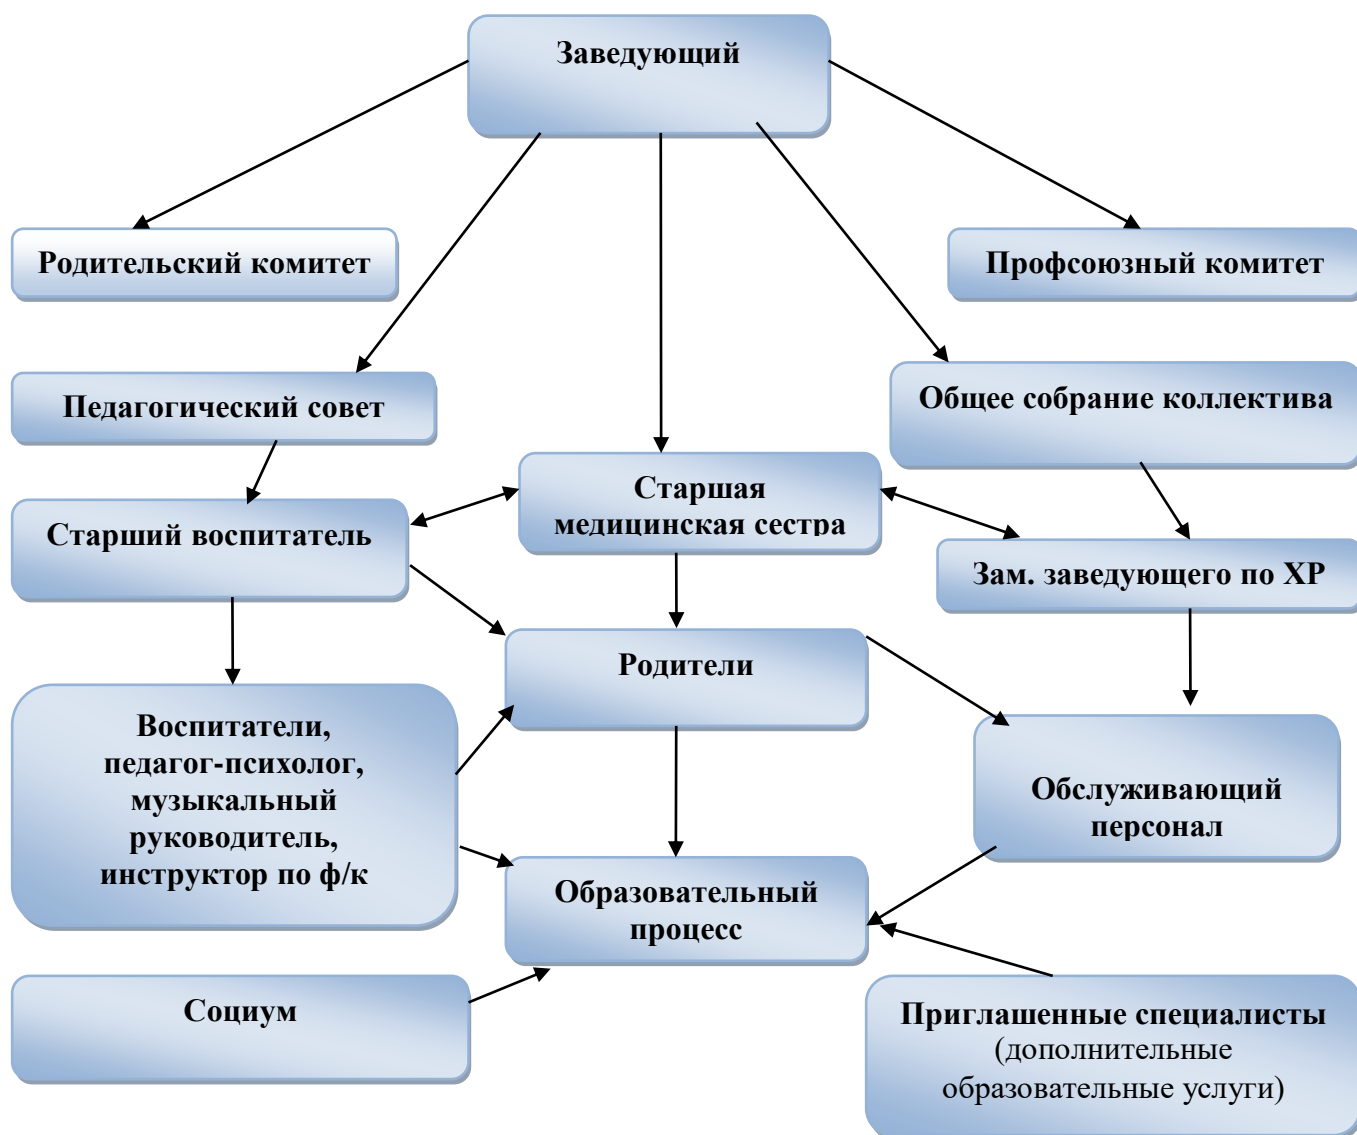 Заведующий
Родительский комитет
Профсоюзный комитет
Педагогический совет
Общее собрание коллектива
Старшая
медицинская сестра
Старший воспитатель
Зам. заведующего по ХР
Родители
Воспитатели,
педагог-психолог,
музыкальный
руководитель,
инструктор по ф/к
Обслуживающий
персонал
Образовательный
процесс
Социум
Приглашенные специалисты
(дополнительные
образовательные услуги)